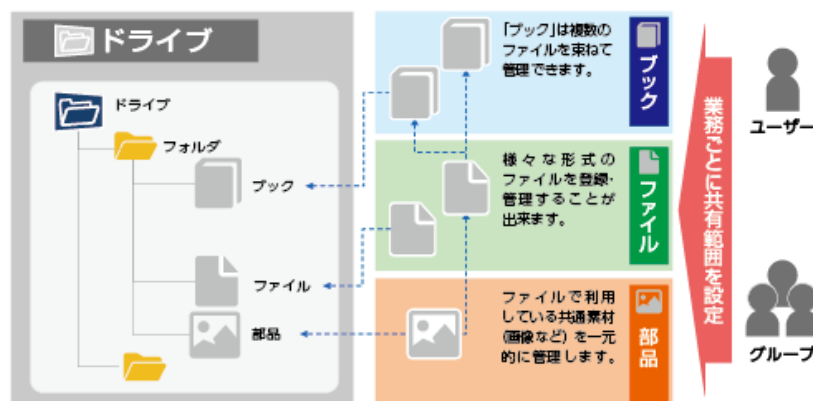 ドライブ
ドライブ
フォルダ
ブック
ファイル
部品
「ブック」は複数の
ファイルを束ねて
管理できます。
ブック
様々な形式の
ファイルを登録・
管理することが
出来ます。
ファイル
ファイルで利用
している共通素材
(画像など)を一元
的に管理します。
部品
業務ごとに共有範囲を設定
ユーザー
グループ